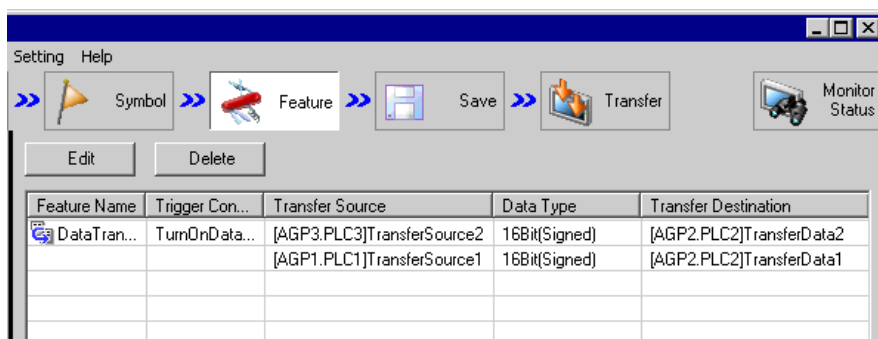 Setting Help
Symbol Feature Save Transfer Monitor Status
Edit Delete
Feature Name Trigger Con... Transfer Source Data Type Transfer Destination
DataTran... TurnOnData... [AGP3.PLC3]TransferSource2 16Bit(Signed) [AGP2.PLC2]TransferData2
[AGP1.PLC1]TransferSource1 16Bit(Signed) [AGP2.PLC2]TransferData1